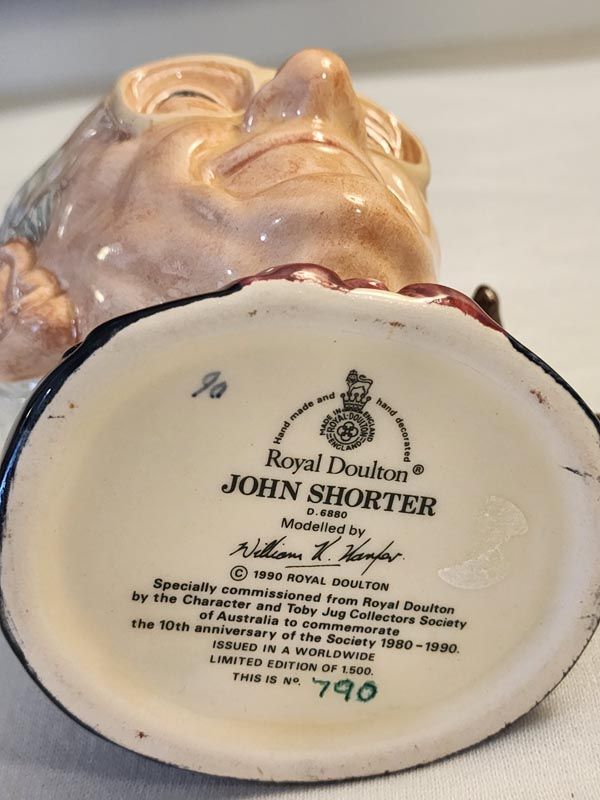 90
Hand made and hand decorated
MADE IN ENGLAND
ROYAL DOULTON
ENGLAND
Royal Doulton ®
JOHN SHORTER
D. 6880
Modelled by
William K. Harper.
© 1990 ROYAL DOULTON
Specially commissioned from Royal Doulton
by the Character and Toby Jug Collectors Society
of Australia to commemorate
the 10th anniversary of the Society 1980-1990.
ISSUED IN A WORLDWIDE
LIMITED EDITION OF 1,500.
THIS IS Nº. 790